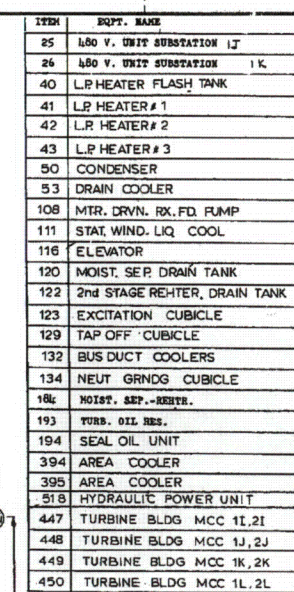 ITEM EQPT. NAME
25 480 V. UNIT SUBSTATION 1J
26 480 V. UNIT SUBSTATION 1K
40 L.P. HEATER FLASH TANK
41 L.P. HEATER # 1
42 L.P. HEATER # 2
43 L.P. HEATER # 3
50 CONDENSER
53 DRAIN COOLER
108 MTR. DRVN. RX. FD. PUMP
111 STAT. WIND. LIQ COOL
116 ELEVATOR
120 MOIST. SEP. DRAIN TANK
122 2nd STAGE REHTER. DRAIN TANK
123 EXCITATION CUBICLE
129 TAP OFF CUBICLE
132 BUS DUCT COOLERS
134 NEUT GRNDG CUBICLE
184 MOIST. SEP.-REHTR.
193 TURB. OIL RES.
194 SEAL OIL UNIT
394 AREA COOLER
395 AREA COOLER
518 HYDRAULIC POWER UNIT
447 TURBINE BLDG MCC 1I,2I
448 TURBINE BLDG MCC 1J,2J
449 TURBINE BLDG MCC 1K,2K
450 TURBINE BLDG MCC 1L,2L